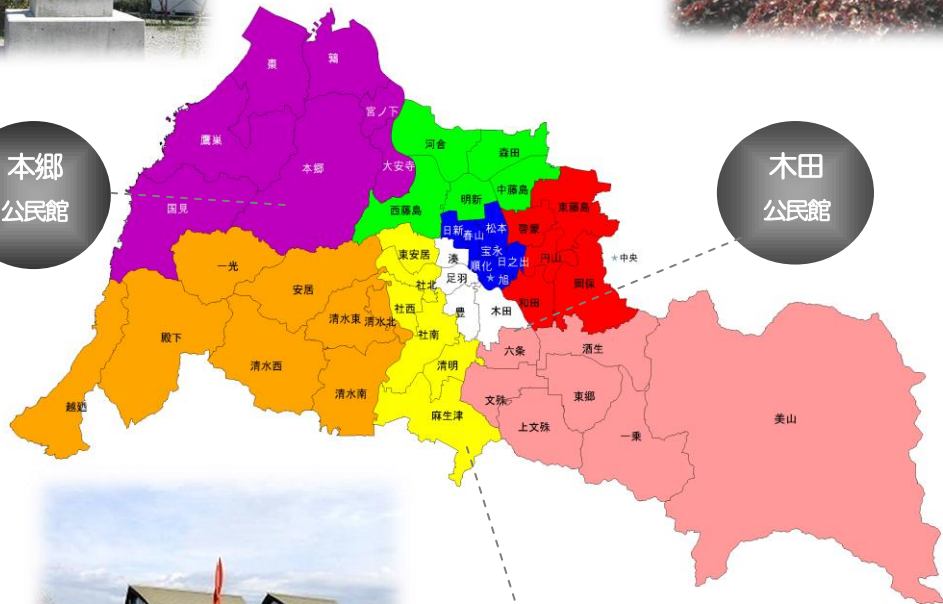 棗
鶉
宮ノ下
鷹巣
河合
森田
本郷
公民館
本郷
大安寺
木田
公民館
国見
西藤島
明新
中藤島
東藤島
日新
春山
松本
啓蒙
宝永
東安居
湊
順化
日之出
円山
★中央
一光
足羽
★旭
岡保
安居
社北
和田
社西
豊
木田
清水東
清水北
殿下
社南
六条
酒生
清水西
清明
清水南
文殊
東郷
越廼
麻生津
上文殊
一乗
美山